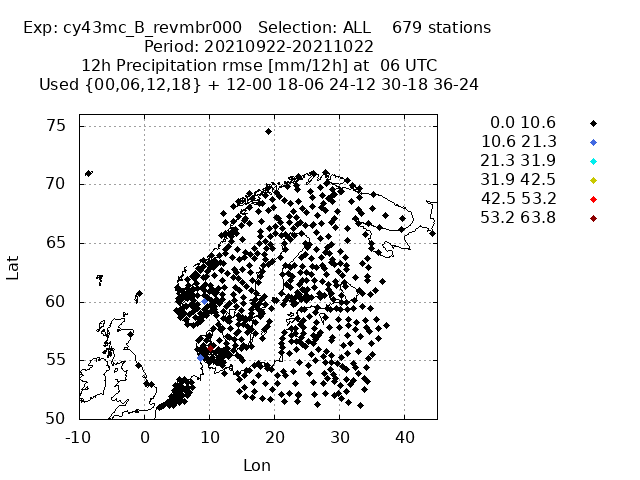 Exp: cy43mc_B_revmbr000   Selection: ALL    679 stations
Period: 20210922-20211022
12h Precipitation rmse [mm/12h] at  06 UTC
Used {00,06,12,18} + 12-00 18-06 24-12 30-18 36-24
0.0 10.6
10.6 21.3
21.3 31.9
31.9 42.5
42.5 53.2
53.2 63.8
75
70
65
60
55
50
Lat
-10 0 10 20 30 40
Lon